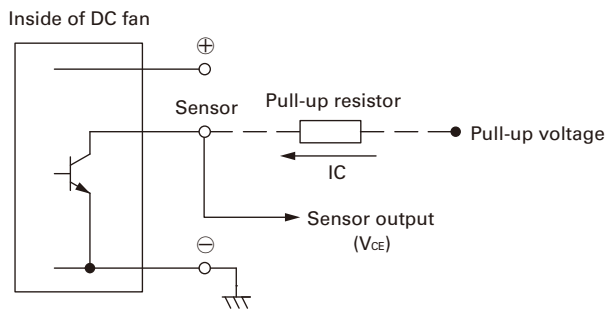 Inside of DC fan
Sensor
Pull-up resistor
Pull-up voltage
IC
Sensor output
(VCE)